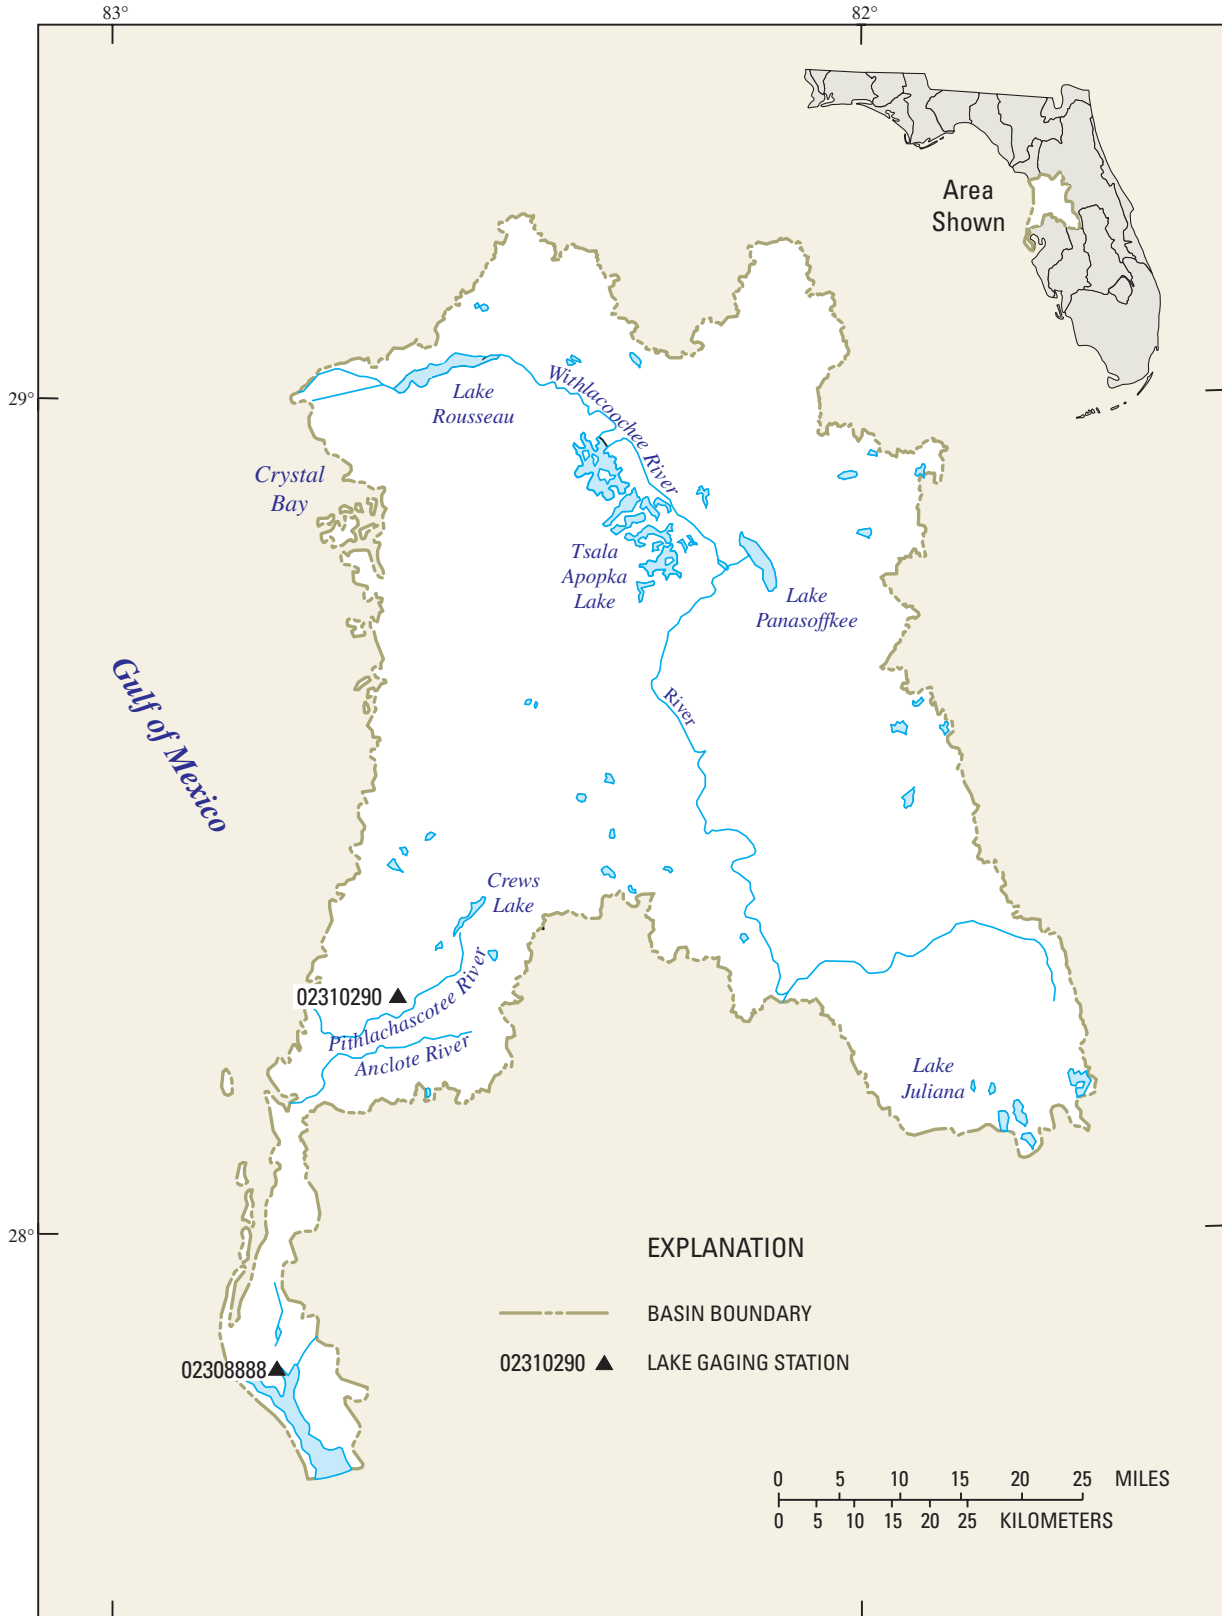 83°
82°
Area
Shown
29°
Lake
Rousseau
Withlacoochee River
Crystal
Bay
Tsala
Apopka
Lake
Lake
Panasoffkee
Gulf of Mexico
River
Crews
Lake
02310290
Pithlachascotee River
Anclote River
Lake
Juliana
28°
EXPLANATION
BASIN BOUNDARY
02310290 LAKE GAGING STATION
02308888
0 5 10 15 20 25 MILES
0 5 10 15 20 25 KILOMETERS